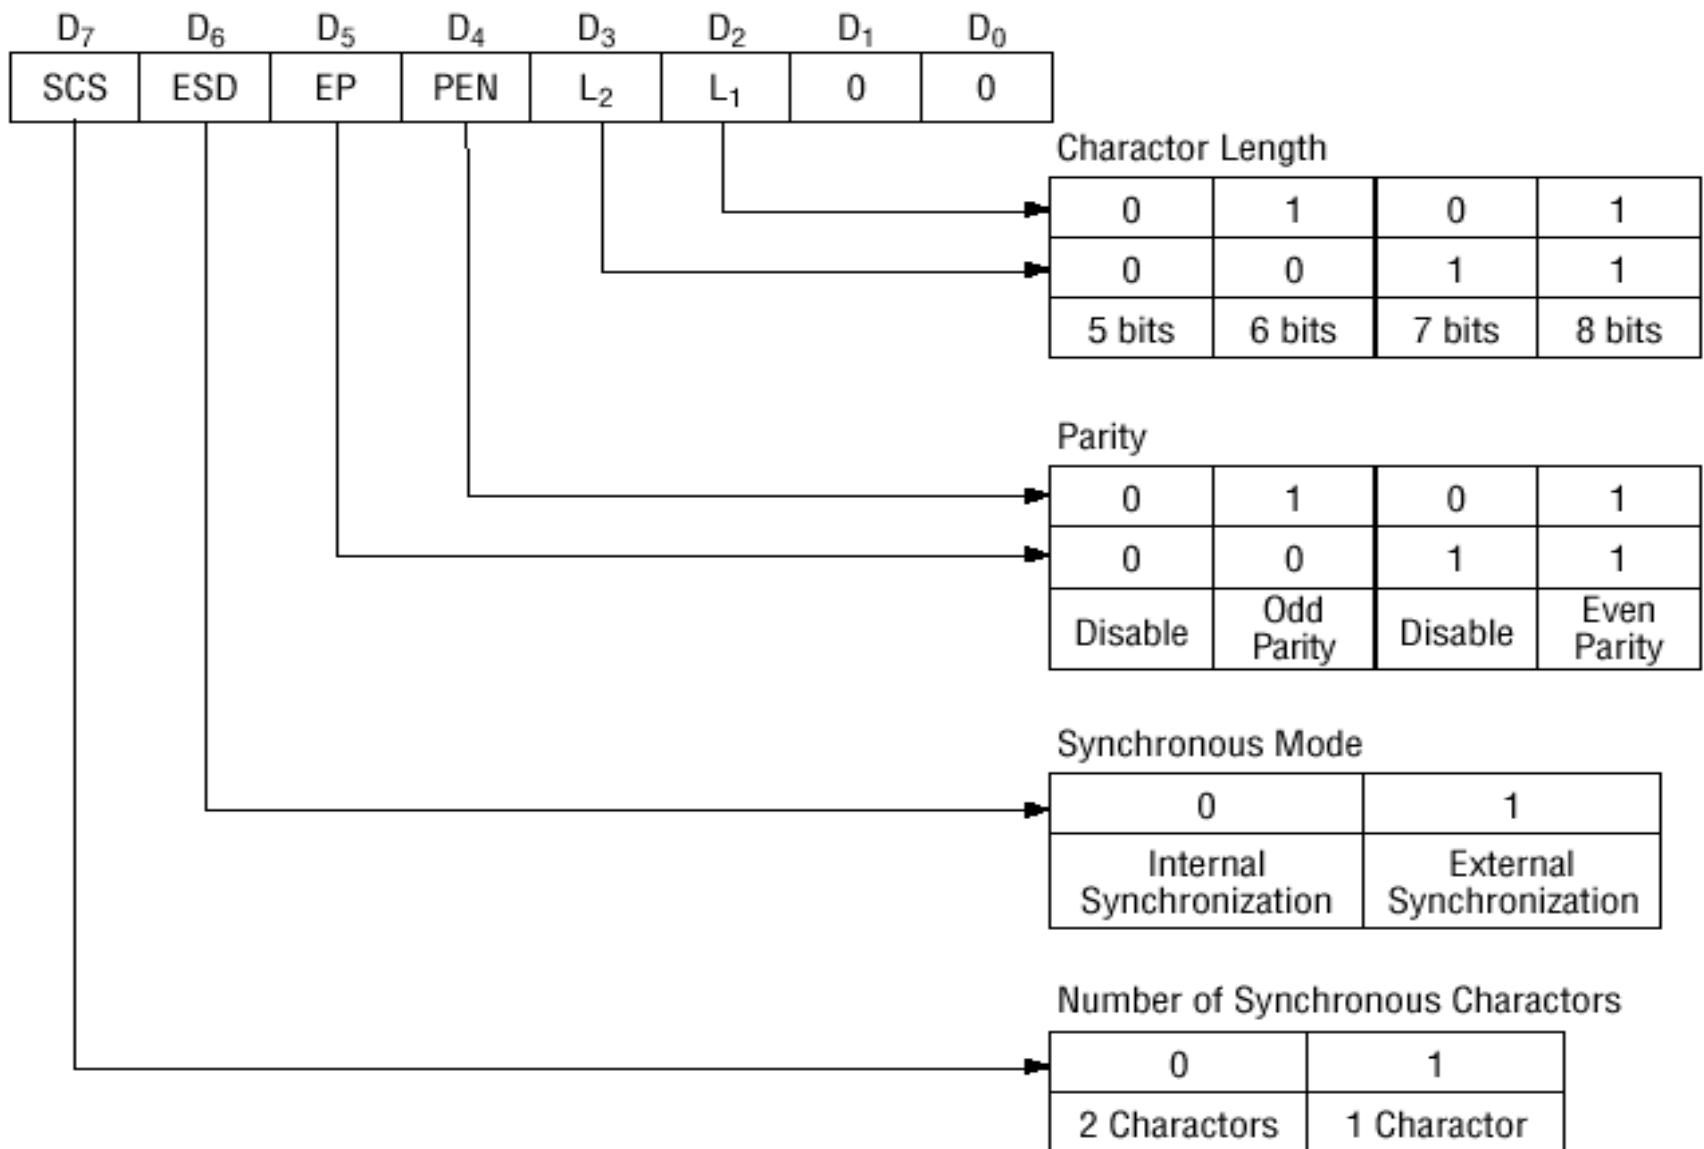 D7 D6 D5 D4 D3 D2 D1 D0
SCS ESD EP PEN L2 L1 0 0
Charactor Length
0 1 0 1
0 0 1 1
5 bits 6 bits 7 bits 8 bits
Parity
0 1 0 1
0 0 1 1
Disable Odd Parity Disable Even Parity
Synchronous Mode
0 1
Internal Synchronization External Synchronization
Number of Synchronous Charactors
0 1
2 Charactors 1 Charactor